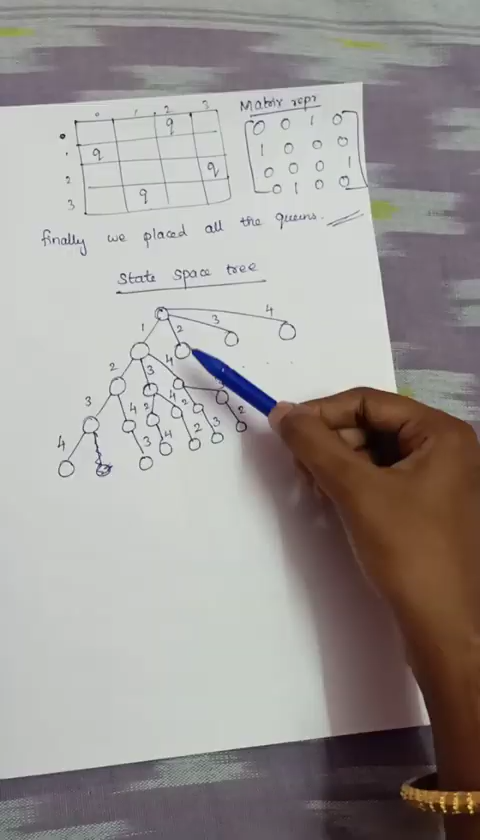 0 1 2 3
0 q
1 q
2 q
3 q
Matrix repr
0 0 1 0
1 0 0 0
0 0 0 1
0 1 0 0
finally we placed all the queens.
State Space tree
1 2 3 4
2 3 4
3 4 2 4 2 3
4 3 4 2 3 2